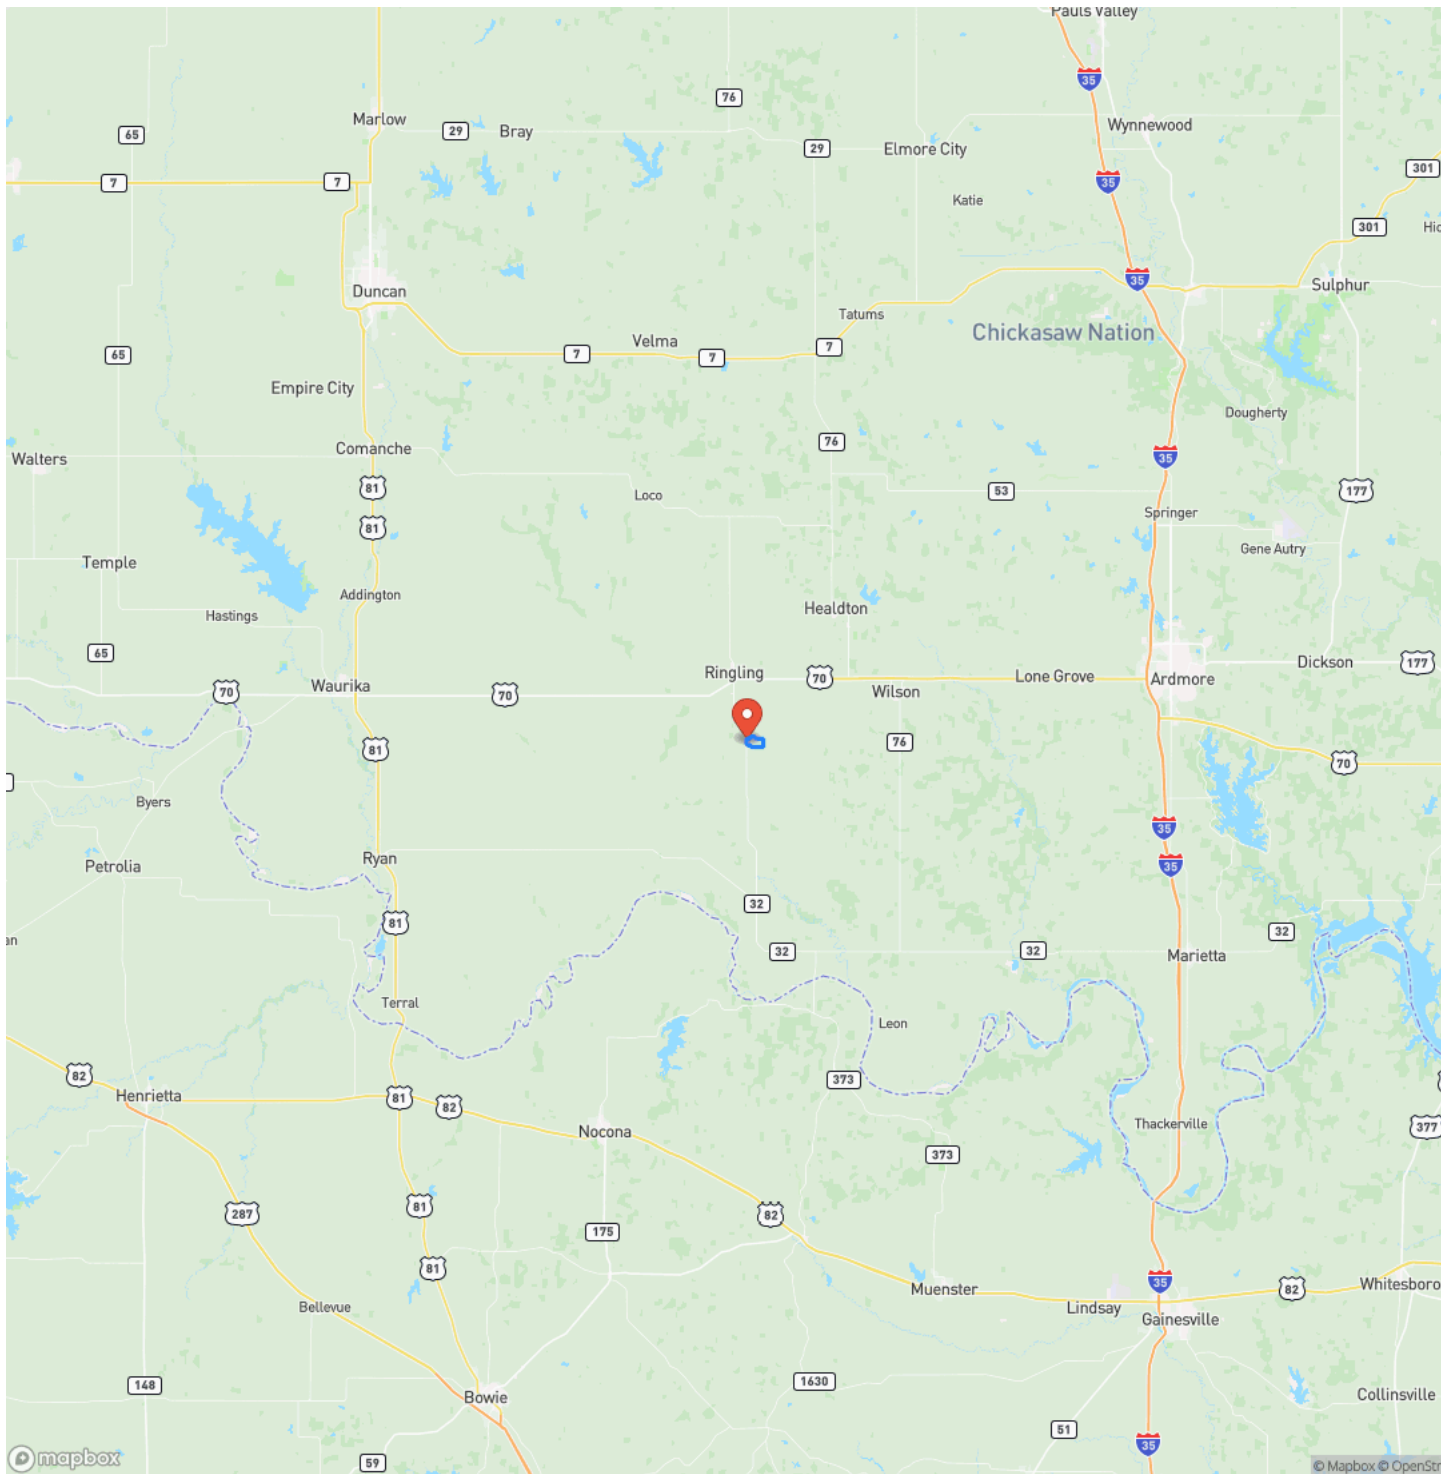 Pauls Valley
35
76
Marlow
29
Bray
65
Wynnewood
29
Elmore City
301
7
7
35
Katie
301
Hic
35
Duncan
Sulphur
Tatums
Chickasaw Nation
Velma
7
7
7
65
Empire City
Dougherty
76
Comanche
Walters
35
81
Loco
53
177
Springer
81
Gene Autry
Temple
Addington
Hastings
Healdton
65
Ringling
70
Lone Grove
Ardmore
Dickson
177
70
Waurika
70
Wilson
81
76
70
Byers
35
Petrolia
Ryan
35
32
81
an
32
32
32
Marietta
Terral
Leon
82
373
Henrietta
81
82
Nocona
Thackerville
377
373
287
81
82
175
81
35
Muenster
82
Whitesboro
Bellevue
Lindsay
Gainesville
148
1630
Bowie
Collinsville
51
35
59
mapbox
© Mapbox © OpenStr